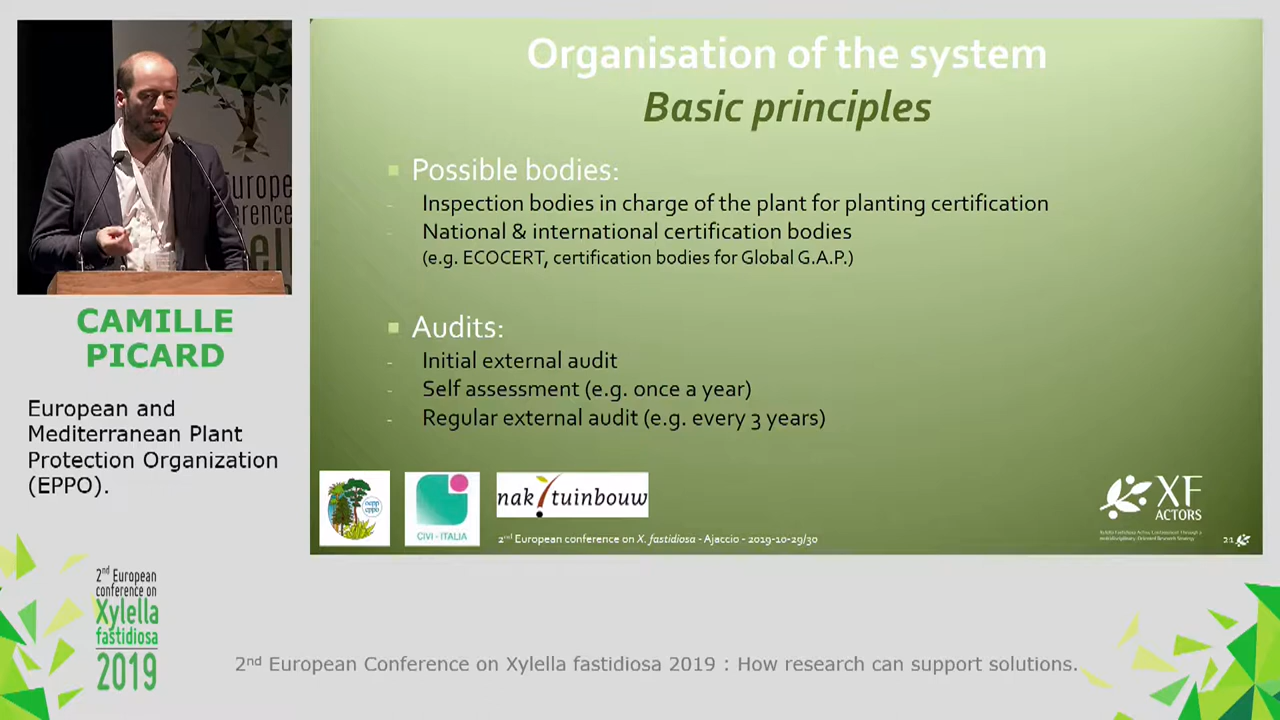 Organisation of the system
Basic principles
Possible bodies:
- Inspection bodies in charge of the plant for planting certification
- National & international certification bodies
(e.g. ECOCERT, certification bodies for Global G.A.P.)
Audits:
- Initial external audit
- Self assessment (e.g. once a year)
- Regular external audit (e.g. every 3 years)
oepp
eppo
CIVI - ITALIA
nak tuinbouw
2nd European conference on X. fastidiosa - Ajaccio - 2019-10-29/30
XF
ACTORS
21
CAMILLE
PICARD
European and
Mediterranean Plant
Protection Organization
(EPPO).
2nd European
conference on
Xylella
fastidiosa
2019
2nd European Conference on Xylella fastidiosa 2019 : How research can support solutions.